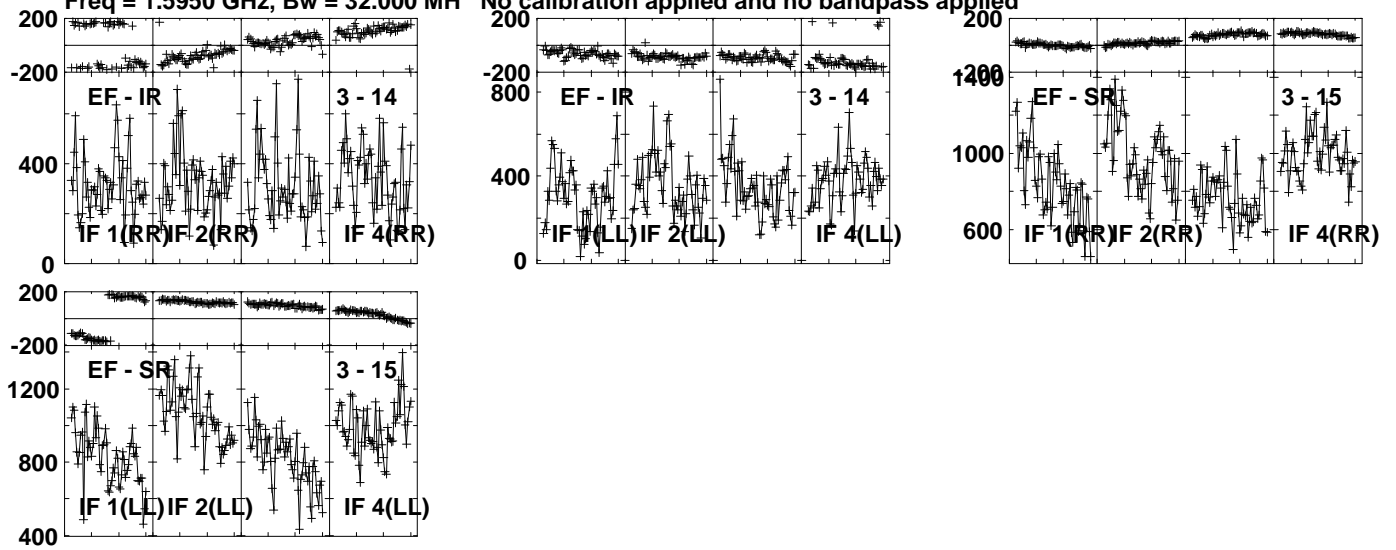 Freq = 1.5950 GHz, Bw = 32.000 MH No calibration applied and no bandpass applied
200
-200
EF - IR 3 - 14
400
IF 1(RR) IF 2(RR) IF 4(RR)
0
200
-200
800
EF - IR 3 - 14
400
IF 1(LL) IF 2(LL) IF 4(LL)
0
200
-200
1400
EF - SR 3 - 15
1000
600
IF 1(RR) IF 2(RR) IF 4(RR)
200
-200
EF - SR 3 - 15
1200
800
IF 1(LL) IF 2(LL) IF 4(LL)
400